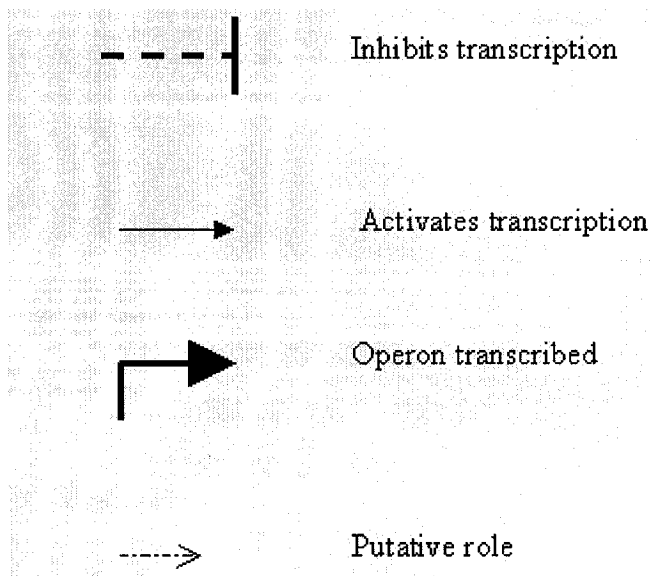 Inhibits transcription
Activates transcription
Operon transcribed
Putative role